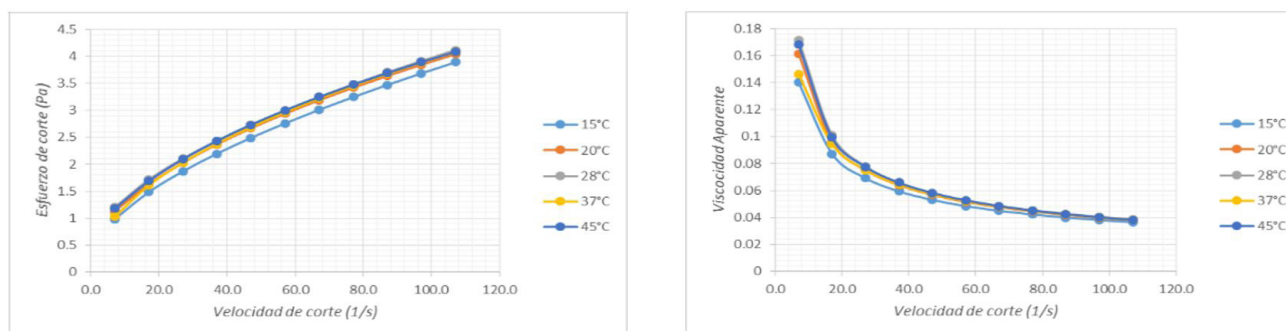 4.5
4
3.5
3
2.5
2
1.5
1
0.5
0
Esfuerzo de corte (Pa)
0.0 20.0 40.0 60.0 80.0 100.0 120.0
Velocidad de corte (1/s)
15°C
20°C
28°C
37°C
45°C
0.18
0.16
0.14
0.12
0.1
0.08
0.06
0.04
0.02
0
Viscocidad Aparente
0.0 20.0 40.0 60.0 80.0 100.0 120.0
Velocidad de corte (1/s)
15°C
20°C
28°C
37°C
45°C